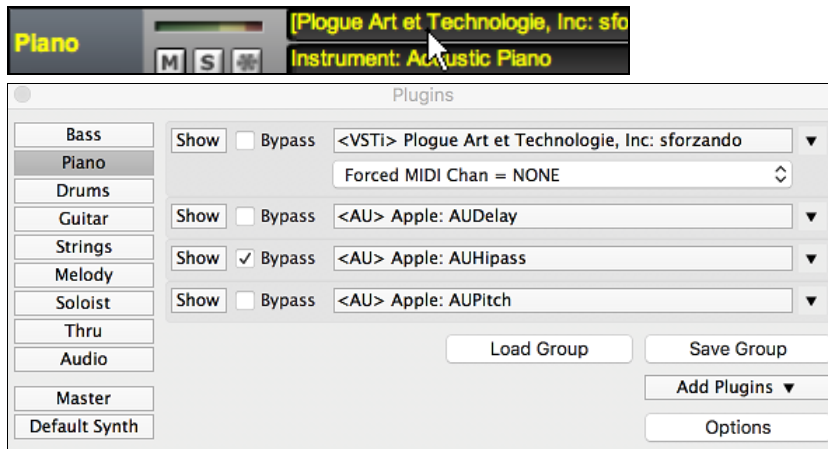 Piano
[Plogue Art et Technologie, Inc: sfo
M S
Instrument: Acoustic Piano
Plugins
Bass
Piano
Drums
Guitar
Strings
Melody
Soloist
Thru
Audio
Master
Default Synth
Show Bypass <VSTi> Plogue Art et Technologie, Inc: sforzando
Forced MIDI Chan = NONE
Show Bypass <AU> Apple: AUDelay
Show Bypass <AU> Apple: AUHipass
Show Bypass <AU> Apple: AUPitch
Load Group Save Group
Add Plugins ▼
Options